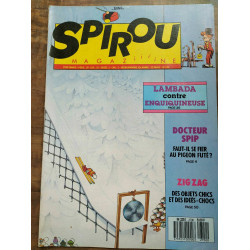 SPIROU
MAGAZINE
LAMBADA
contre
ENQUIQUINEUSE
DOCTEUR
SPIP
FAUT-IL SE FIER
AU PIGEON FUTÉ ?
ZIG ZAG
DES OBJETS CHICS
ET DES IDÉES-CHOCS